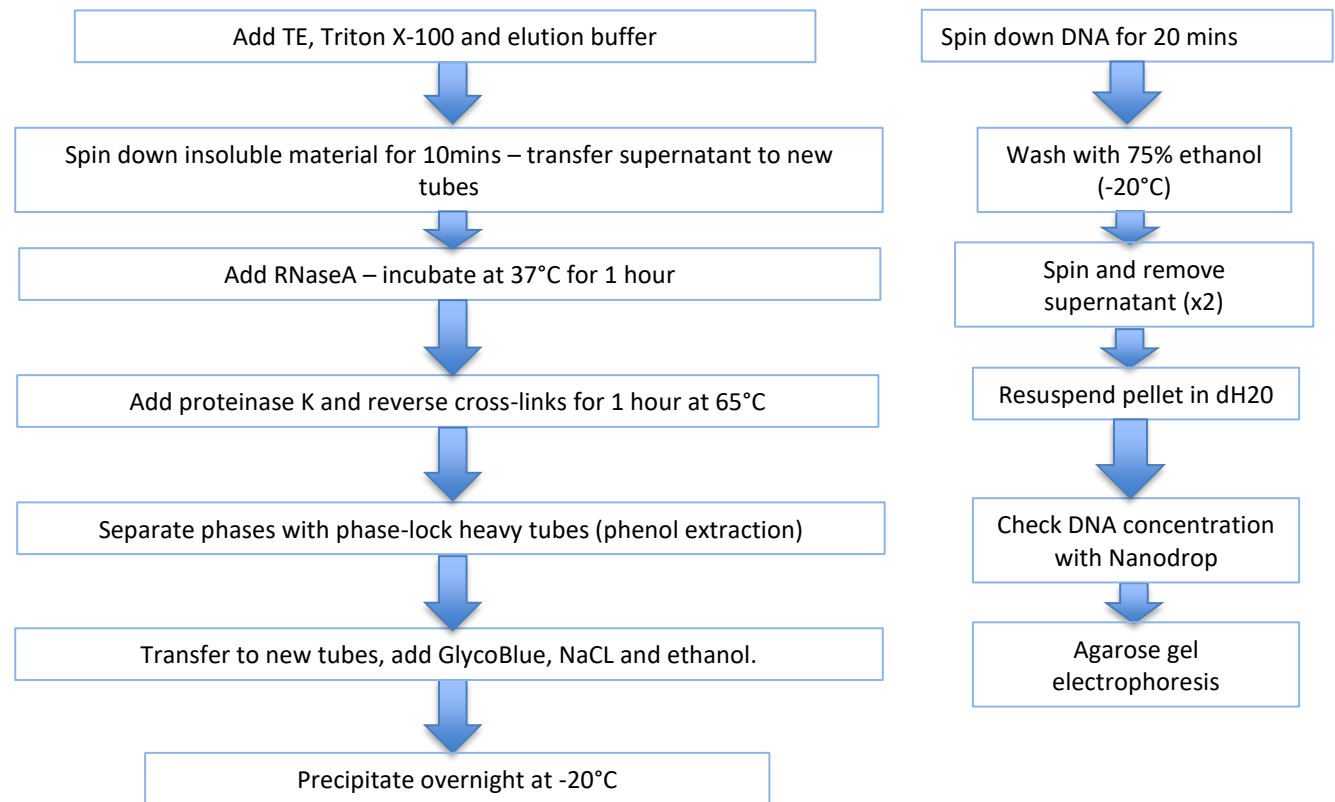 Add TE, Triton X-100 and elution buffer
Spin down insoluble material for 10mins – transfer supernatant to new
tubes
Add RNaseA – incubate at 37°C for 1 hour
Add proteinase K and reverse cross-links for 1 hour at 65°C
Separate phases with phase-lock heavy tubes (phenol extraction)
Transfer to new tubes, add GlycoBlue, NaCL and ethanol.
Precipitate overnight at -20°C
Spin down DNA for 20 mins
Wash with 75% ethanol
(-20°C)
Spin and remove
supernatant (x2)
Resuspend pellet in dH20
Check DNA concentration
with Nanodrop
Agarose gel
electrophoresis